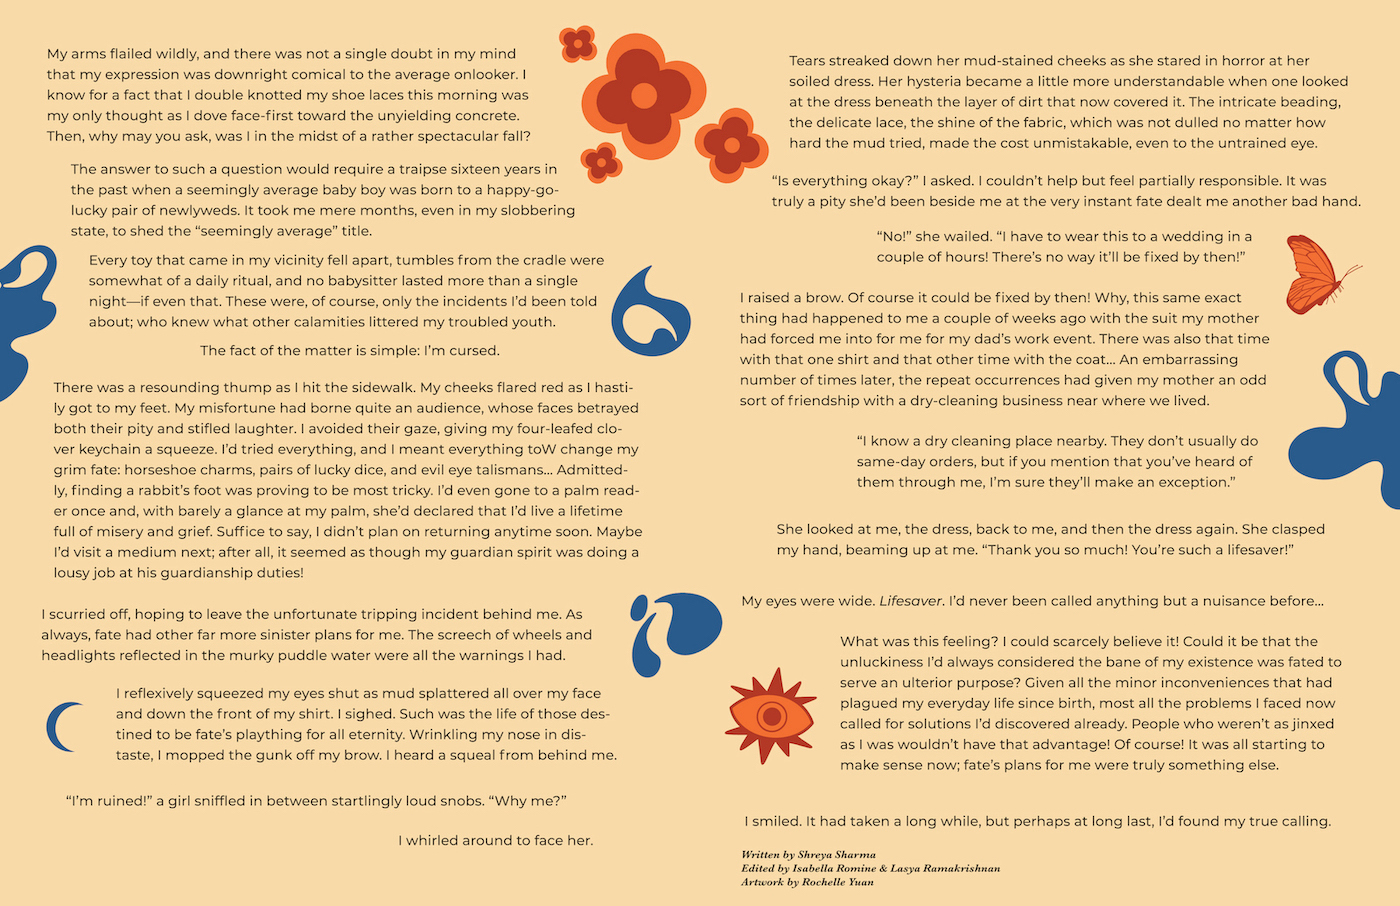 My arms flailed wildly, and there was not a single doubt in my mind
that my expression was downright comical to the average onlooker. I
know for a fact that I double knotted my shoe laces this morning was
my only thought as I dove face-first toward the unyielding concrete.
Then, why may you ask, was I in the midst of a rather spectacular fall?
The answer to such a question would require a traipse sixteen years in
the past when a seemingly average baby boy was born to a happy-go-
lucky pair of newlyweds. It took me mere months, even in my slobbering
state, to shed the “seemingly average” title.
Every toy that came in my vicinity fell apart, tumbles from the cradle were
somewhat of a daily ritual, and no babysitter lasted more than a single
night—if even that. These were, of course, only the incidents I’d been told
about; who knew what other calamities littered my troubled youth.
The fact of the matter is simple: I’m cursed.
There was a resounding thump as I hit the sidewalk. My cheeks flared red as I hasti-
ly got to my feet. My misfortune had borne quite an audience, whose faces betrayed
both their pity and stifled laughter. I avoided their gaze, giving my four-leafed clo-
ver keychain a squeeze. I’d tried everything, and I meant everything toW change my
grim fate: horseshoe charms, pairs of lucky dice, and evil eye talismans... Admitted-
ly, finding a rabbit’s foot was proving to be most tricky. I’d even gone to a palm read-
er once and, with barely a glance at my palm, she’d declared that I’d live a lifetime
full of misery and grief. Suffice to say, I didn’t plan on returning anytime soon. Maybe
I’d visit a medium next; after all, it seemed as though my guardian spirit was doing a
lousy job at his guardianship duties!
I scurried off, hoping to leave the unfortunate tripping incident behind me. As
always, fate had other far more sinister plans for me. The screech of wheels and
headlights reflected in the murky puddle water were all the warnings I had.
I reflexively squeezed my eyes shut as mud splattered all over my face
and down the front of my shirt. I sighed. Such was the life of those des-
tined to be fate’s plaything for all eternity. Wrinkling my nose in dis-
taste, I mopped the gunk off my brow. I heard a squeal from behind me.
“I’m ruined!” a girl sniffled in between startlingly loud snobs. “Why me?”
I whirled around to face her.
Tears streaked down her mud-stained cheeks as she stared in horror at her
soiled dress. Her hysteria became a little more understandable when one looked
at the dress beneath the layer of dirt that now covered it. The intricate beading,
the delicate lace, the shine of the fabric, which was not dulled no matter how
hard the mud tried, made the cost unmistakable, even to the untrained eye.
“Is everything okay?” I asked. I couldn’t help but feel partially responsible. It was
truly a pity she’d been beside me at the very instant fate dealt me another bad hand.
“No!” she wailed. “I have to wear this to a wedding in a
couple of hours! There’s no way it’ll be fixed by then!”
I raised a brow. Of course it could be fixed by then! Why, this same exact
thing had happened to me a couple of weeks ago with the suit my mother
had forced me into for me for my dad’s work event. There was also that time
with that one shirt and that other time with the coat... An embarrassing
number of times later, the repeat occurrences had given my mother an odd
sort of friendship with a dry-cleaning business near where we lived.
“I know a dry cleaning place nearby. They don’t usually do
same-day orders, but if you mention that you’ve heard of
them through me, I’m sure they’ll make an exception.”
She looked at me, the dress, back to me, and then the dress again. She clasped
my hand, beaming up at me. “Thank you so much! You’re such a lifesaver!”
My eyes were wide. Lifesaver. I’d never been called anything but a nuisance before...
What was this feeling? I could scarcely believe it! Could it be that the
unluckiness I’d always considered the bane of my existence was fated to
serve an ulterior purpose? Given all the minor inconveniences that had
plagued my everyday life since birth, most all the problems I faced now
called for solutions I’d discovered already. People who weren’t as jinxed
as I was wouldn’t have that advantage! Of course! It was all starting to
make sense now; fate’s plans for me were truly something else.
I smiled. It had taken a long while, but perhaps at long last, I’d found my true calling.
Written by Shreya Sharma
Edited by Isabella Romine & Lasya Ramakrishnan
Artwork by Rochelle Yuan